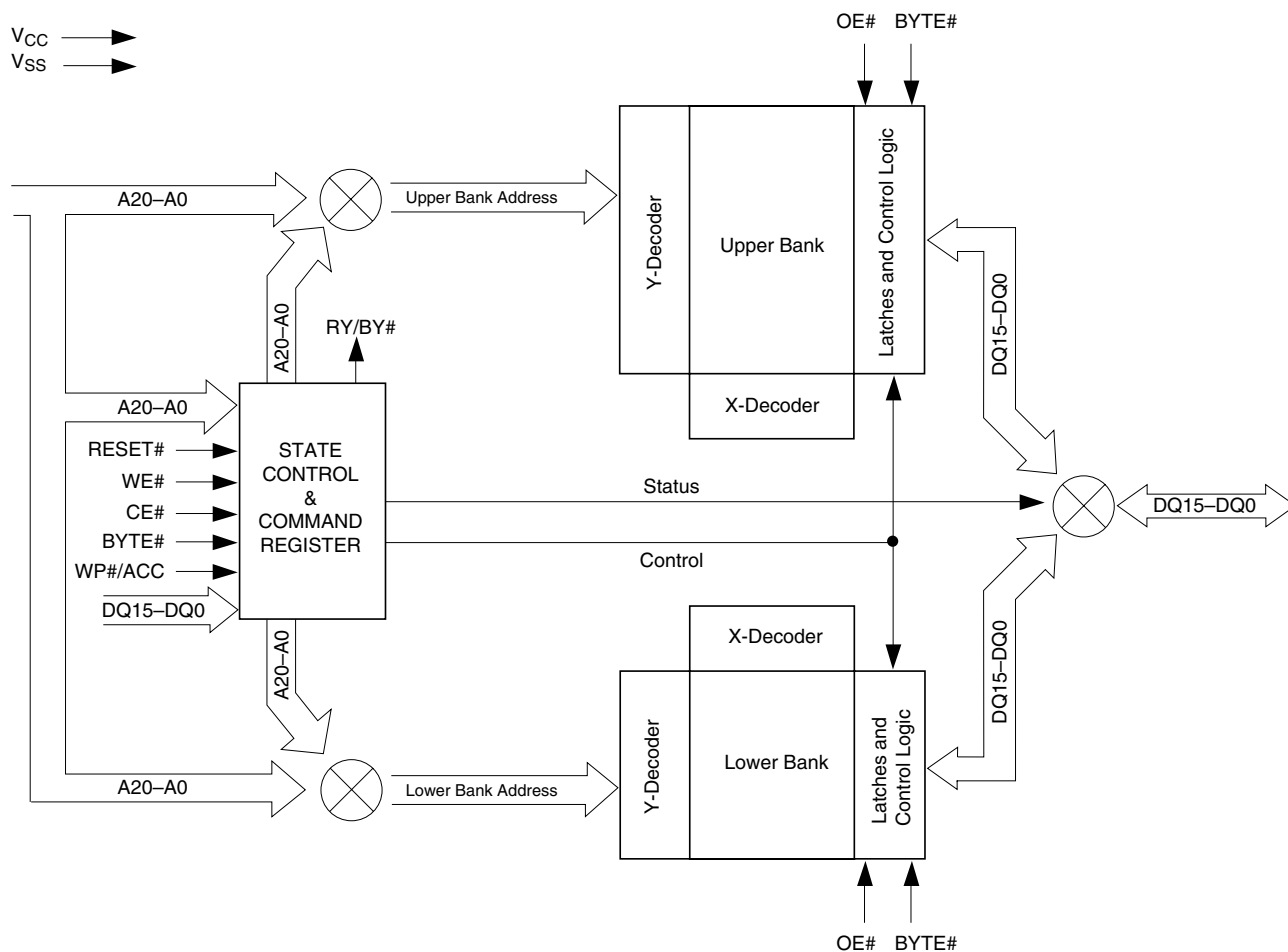 OE# BYTE#
VCC
VSS
A20–A0
Upper Bank Address
Y-Decoder
Upper Bank
Latches and Control Logic
A20–A0
RY/BY#
DQ15–DQ0
X-Decoder
A20–A0
RESET#
WE#
CE#
BYTE#
WP#/ACC
DQ15–DQ0
STATE
CONTROL
&
COMMAND
REGISTER
Status
Control
DQ15–DQ0
X-Decoder
A20–A0
DQ15–DQ0
Y-Decoder
Lower Bank
Latches and
Control Logic
A20–A0
Lower Bank Address
OE# BYTE#